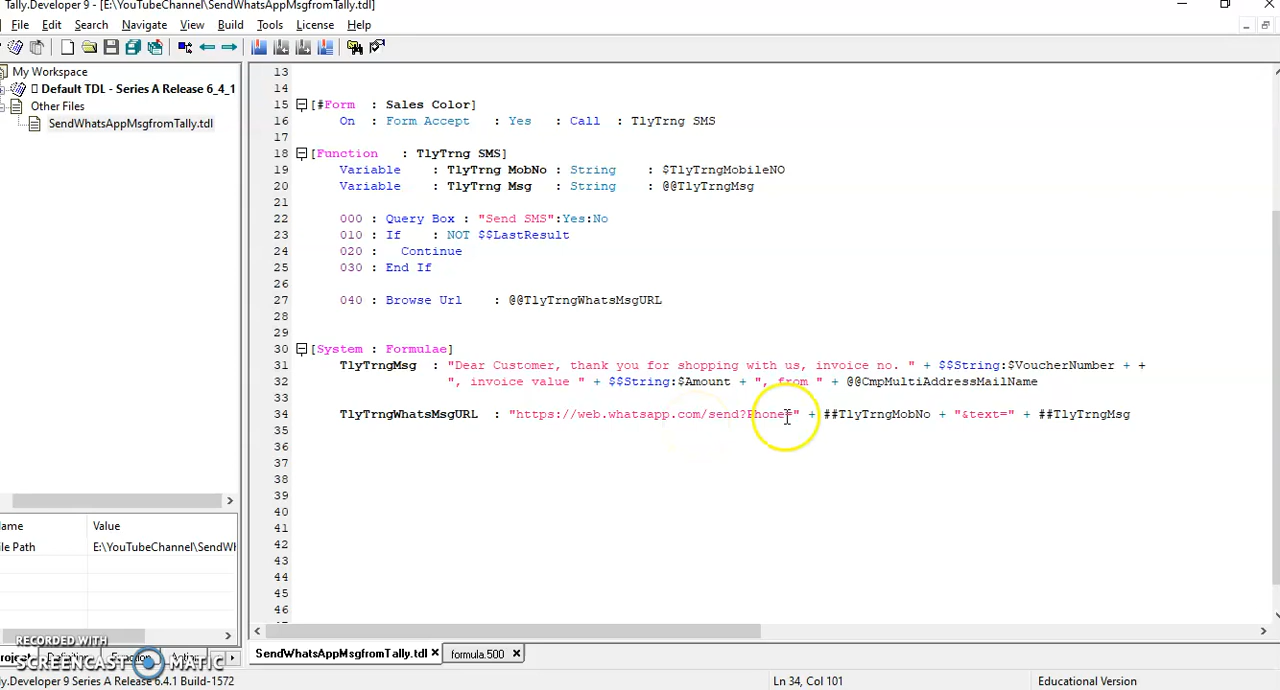 Tally.Developer 9 - [E:\YouTubeChannel\SendWhatsAppMsgfromTally.tdl]
File Edit Search Navigate View Build Tools License Help
My Workspace
Default TDL - Series A Release 6_4_1
Other Files
SendWhatsAppMsgfromTally.tdl
13
14
15 [#Form : Sales Color]
16 On : Form Accept : Yes : Call : TlyTrng SMS
17
18 [Function : TlyTrng SMS]
19 Variable : TlyTrng MobNo : String : $TlyTrngMobileNO
20 Variable : TlyTrng Msg : String : @@TlyTrngMsg
21
22 000 : Query Box : "Send SMS":Yes:No
23 010 : If : NOT $$LastResult
24 020 : Continue
25 030 : End If
26
27 040 : Browse Url : @@TlyTrngWhatsMsgURL
28
29
30 [System : Formulae]
31 TlyTrngMsg : "Dear Customer, thank you for shopping with us, invoice no. " + $$String:$VoucherNumber + +
32 ", invoice value " + $$String:$Amount + ", from " + @@CmpMultiAddressMailName
33
34 TlyTrngWhatsMsgURL : "https://web.whatsapp.com/send?Phone=" + ##TlyTrngMobNo + "&text=" + ##TlyTrngMsg
35
36
37
38
39
40
41
42
43
44
45
46
ame Value
ile Path E:\YouTubeChannel\SendWh
RECORDED WITH
SCREENCAST MATIC
SendWhatsAppMsgfromTally.tdl formula.500
ly.Developer 9 Series A Release 6.4.1 Build-1572 Ln 34, Col 101 Educational Version